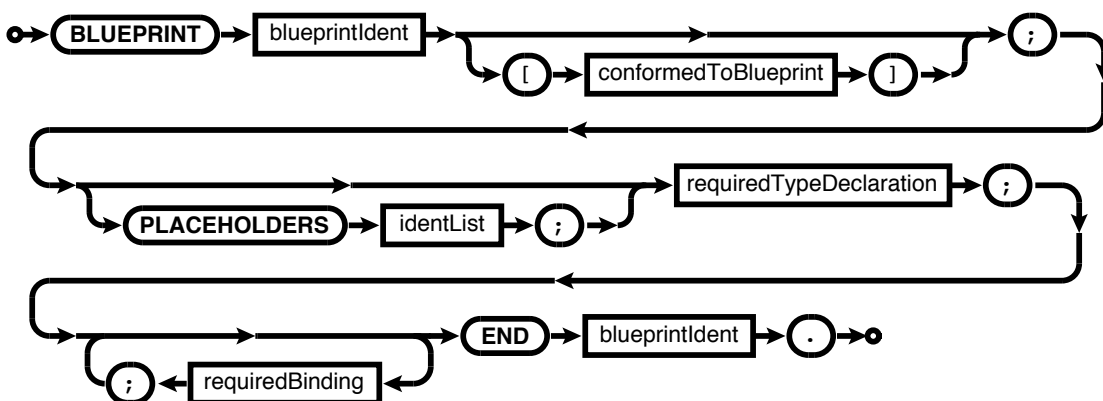 BLUEPRINT blueprintIdent ;
[ conformedToBlueprint ]
requiredTypeDeclaration ;
PLACEHOLDERS identList ;
END blueprintIdent .
; requiredBinding